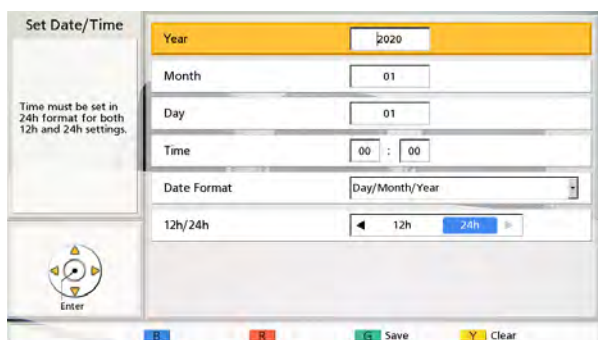 Set Date/Time
Time must be set in
24h format for both
12h and 24h settings.
Enter
Year 2020
Month 01
Day 01
Time 00 : 00
Date Format Day/Month/Year
12h/24h 12h 24h
B R G Save Y Clear